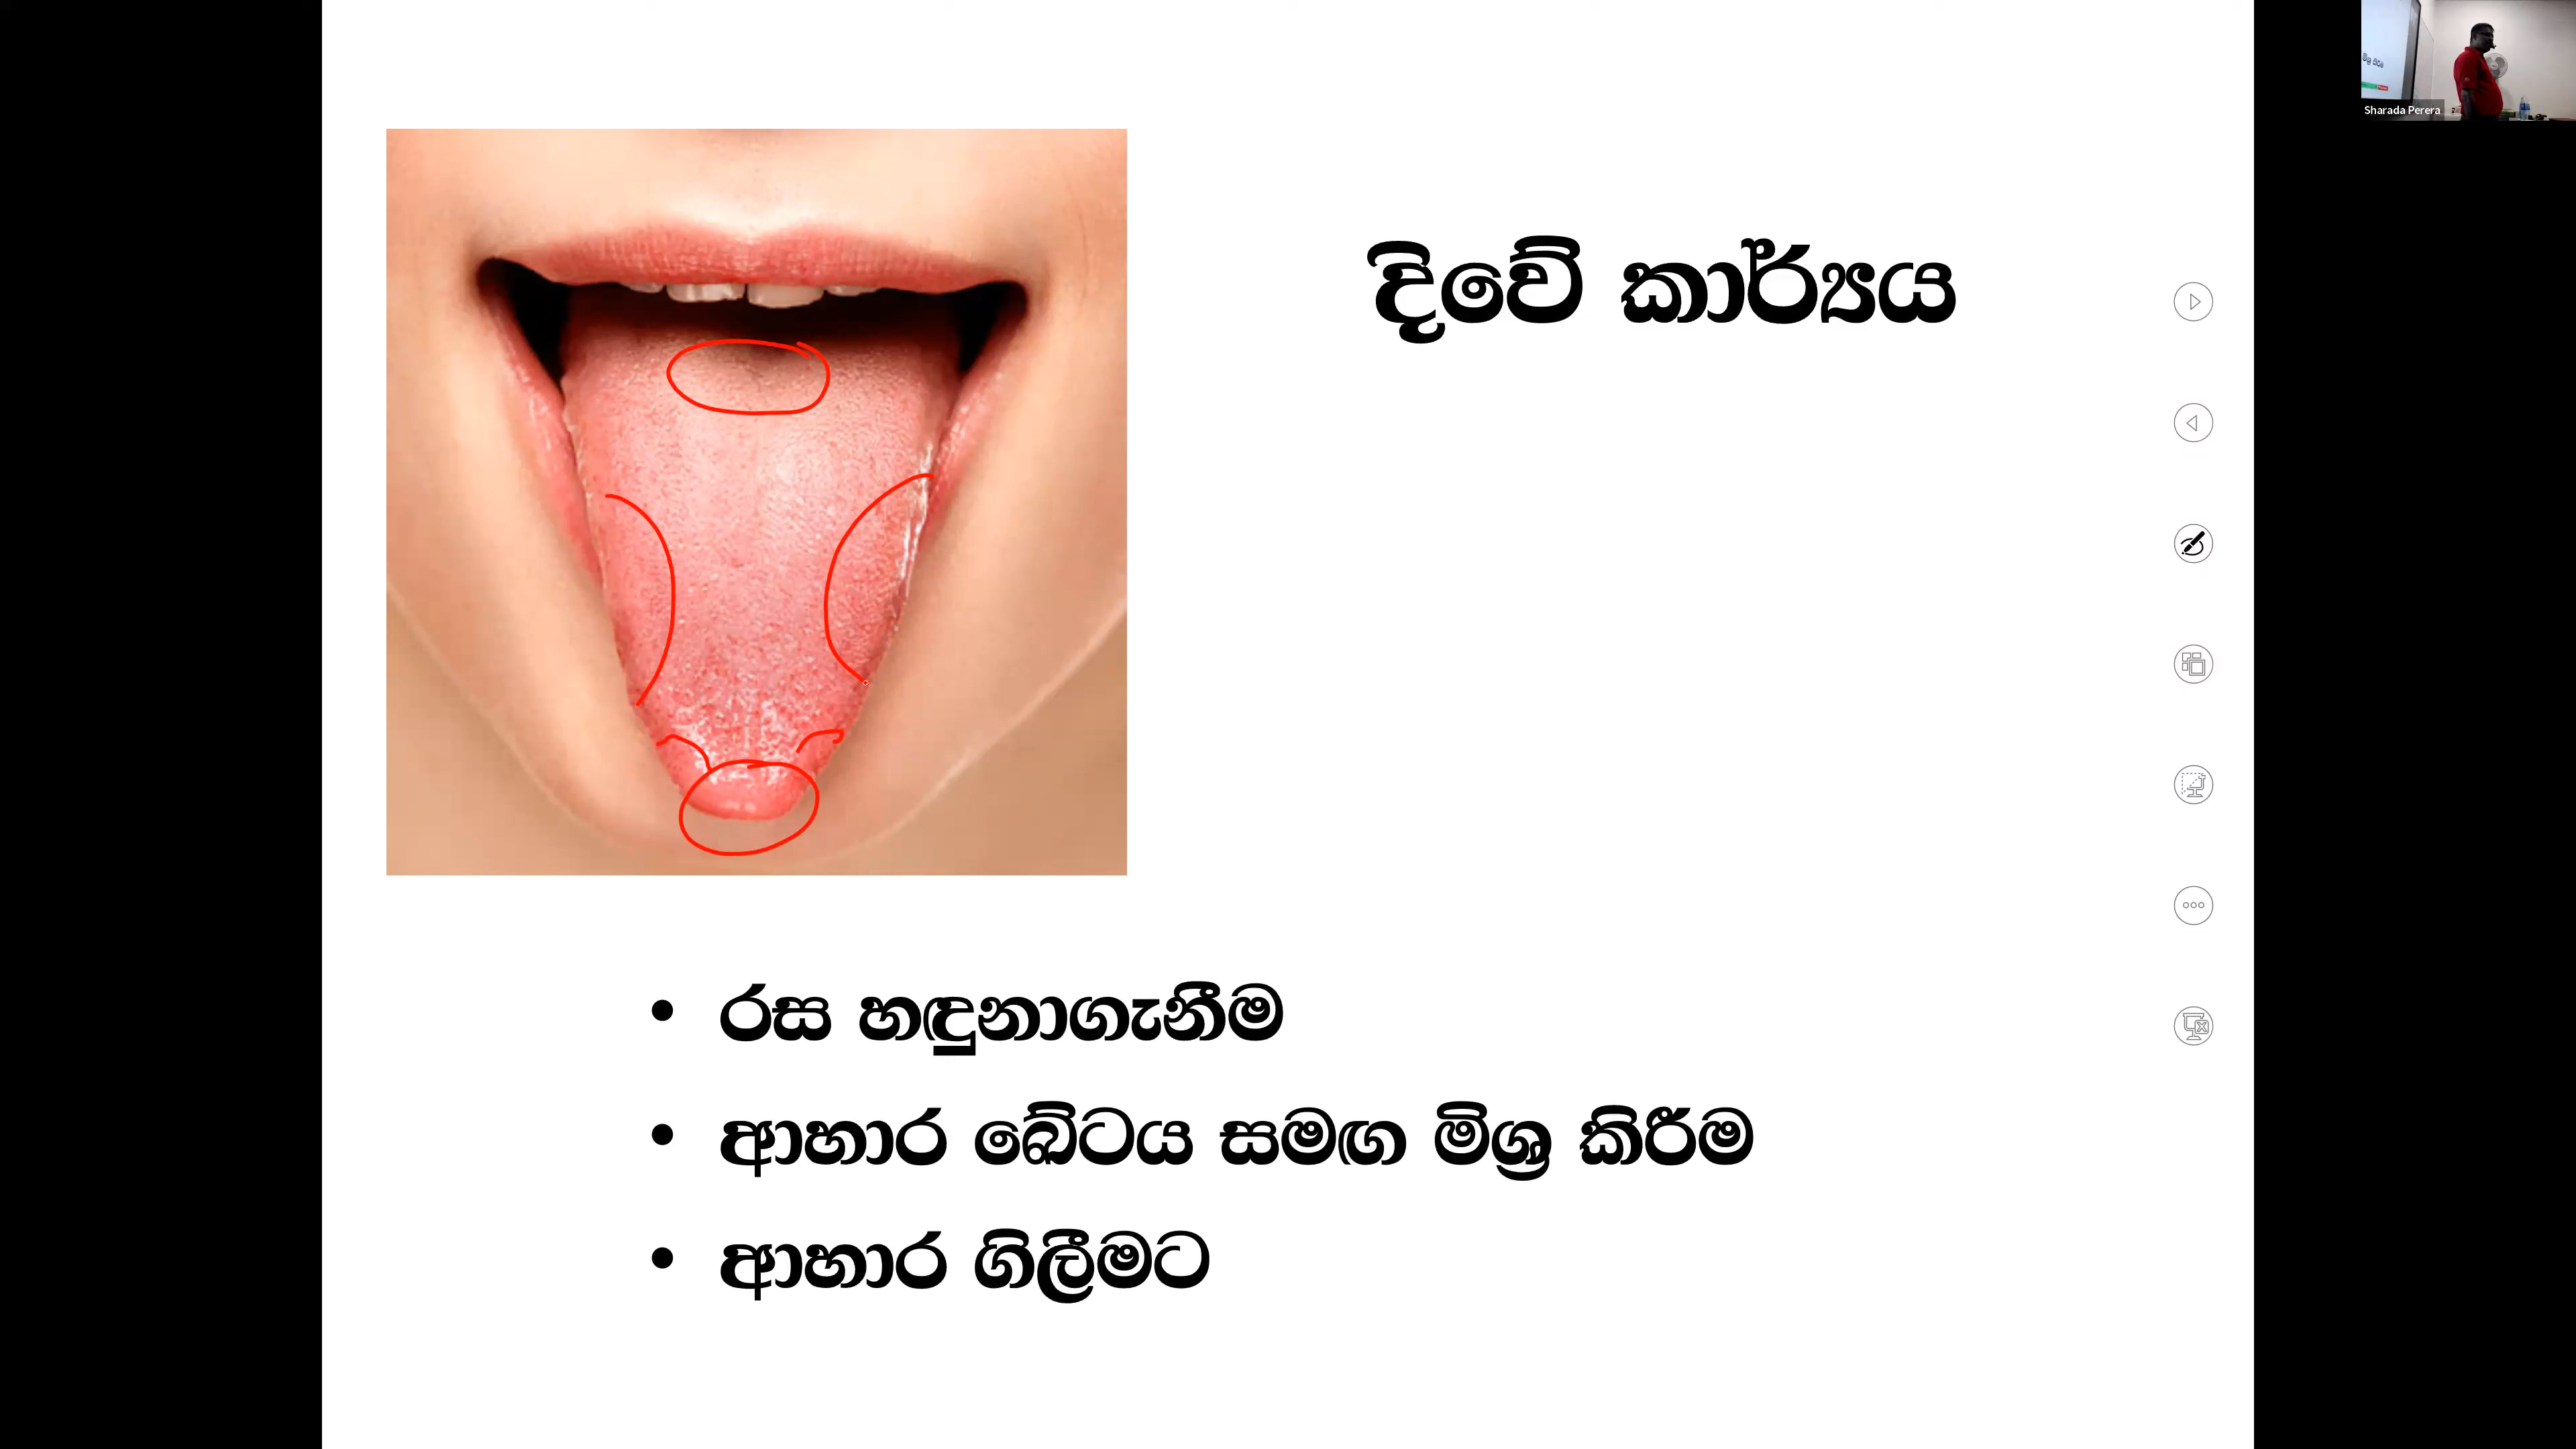 Sharada Perera
දිවේ කාර්යය
• රස හඳුනාගැනීම
• ආහාර ඛේටය සමඟ මිශ්‍ර කිරීම
• ආහාර ගිලීමට